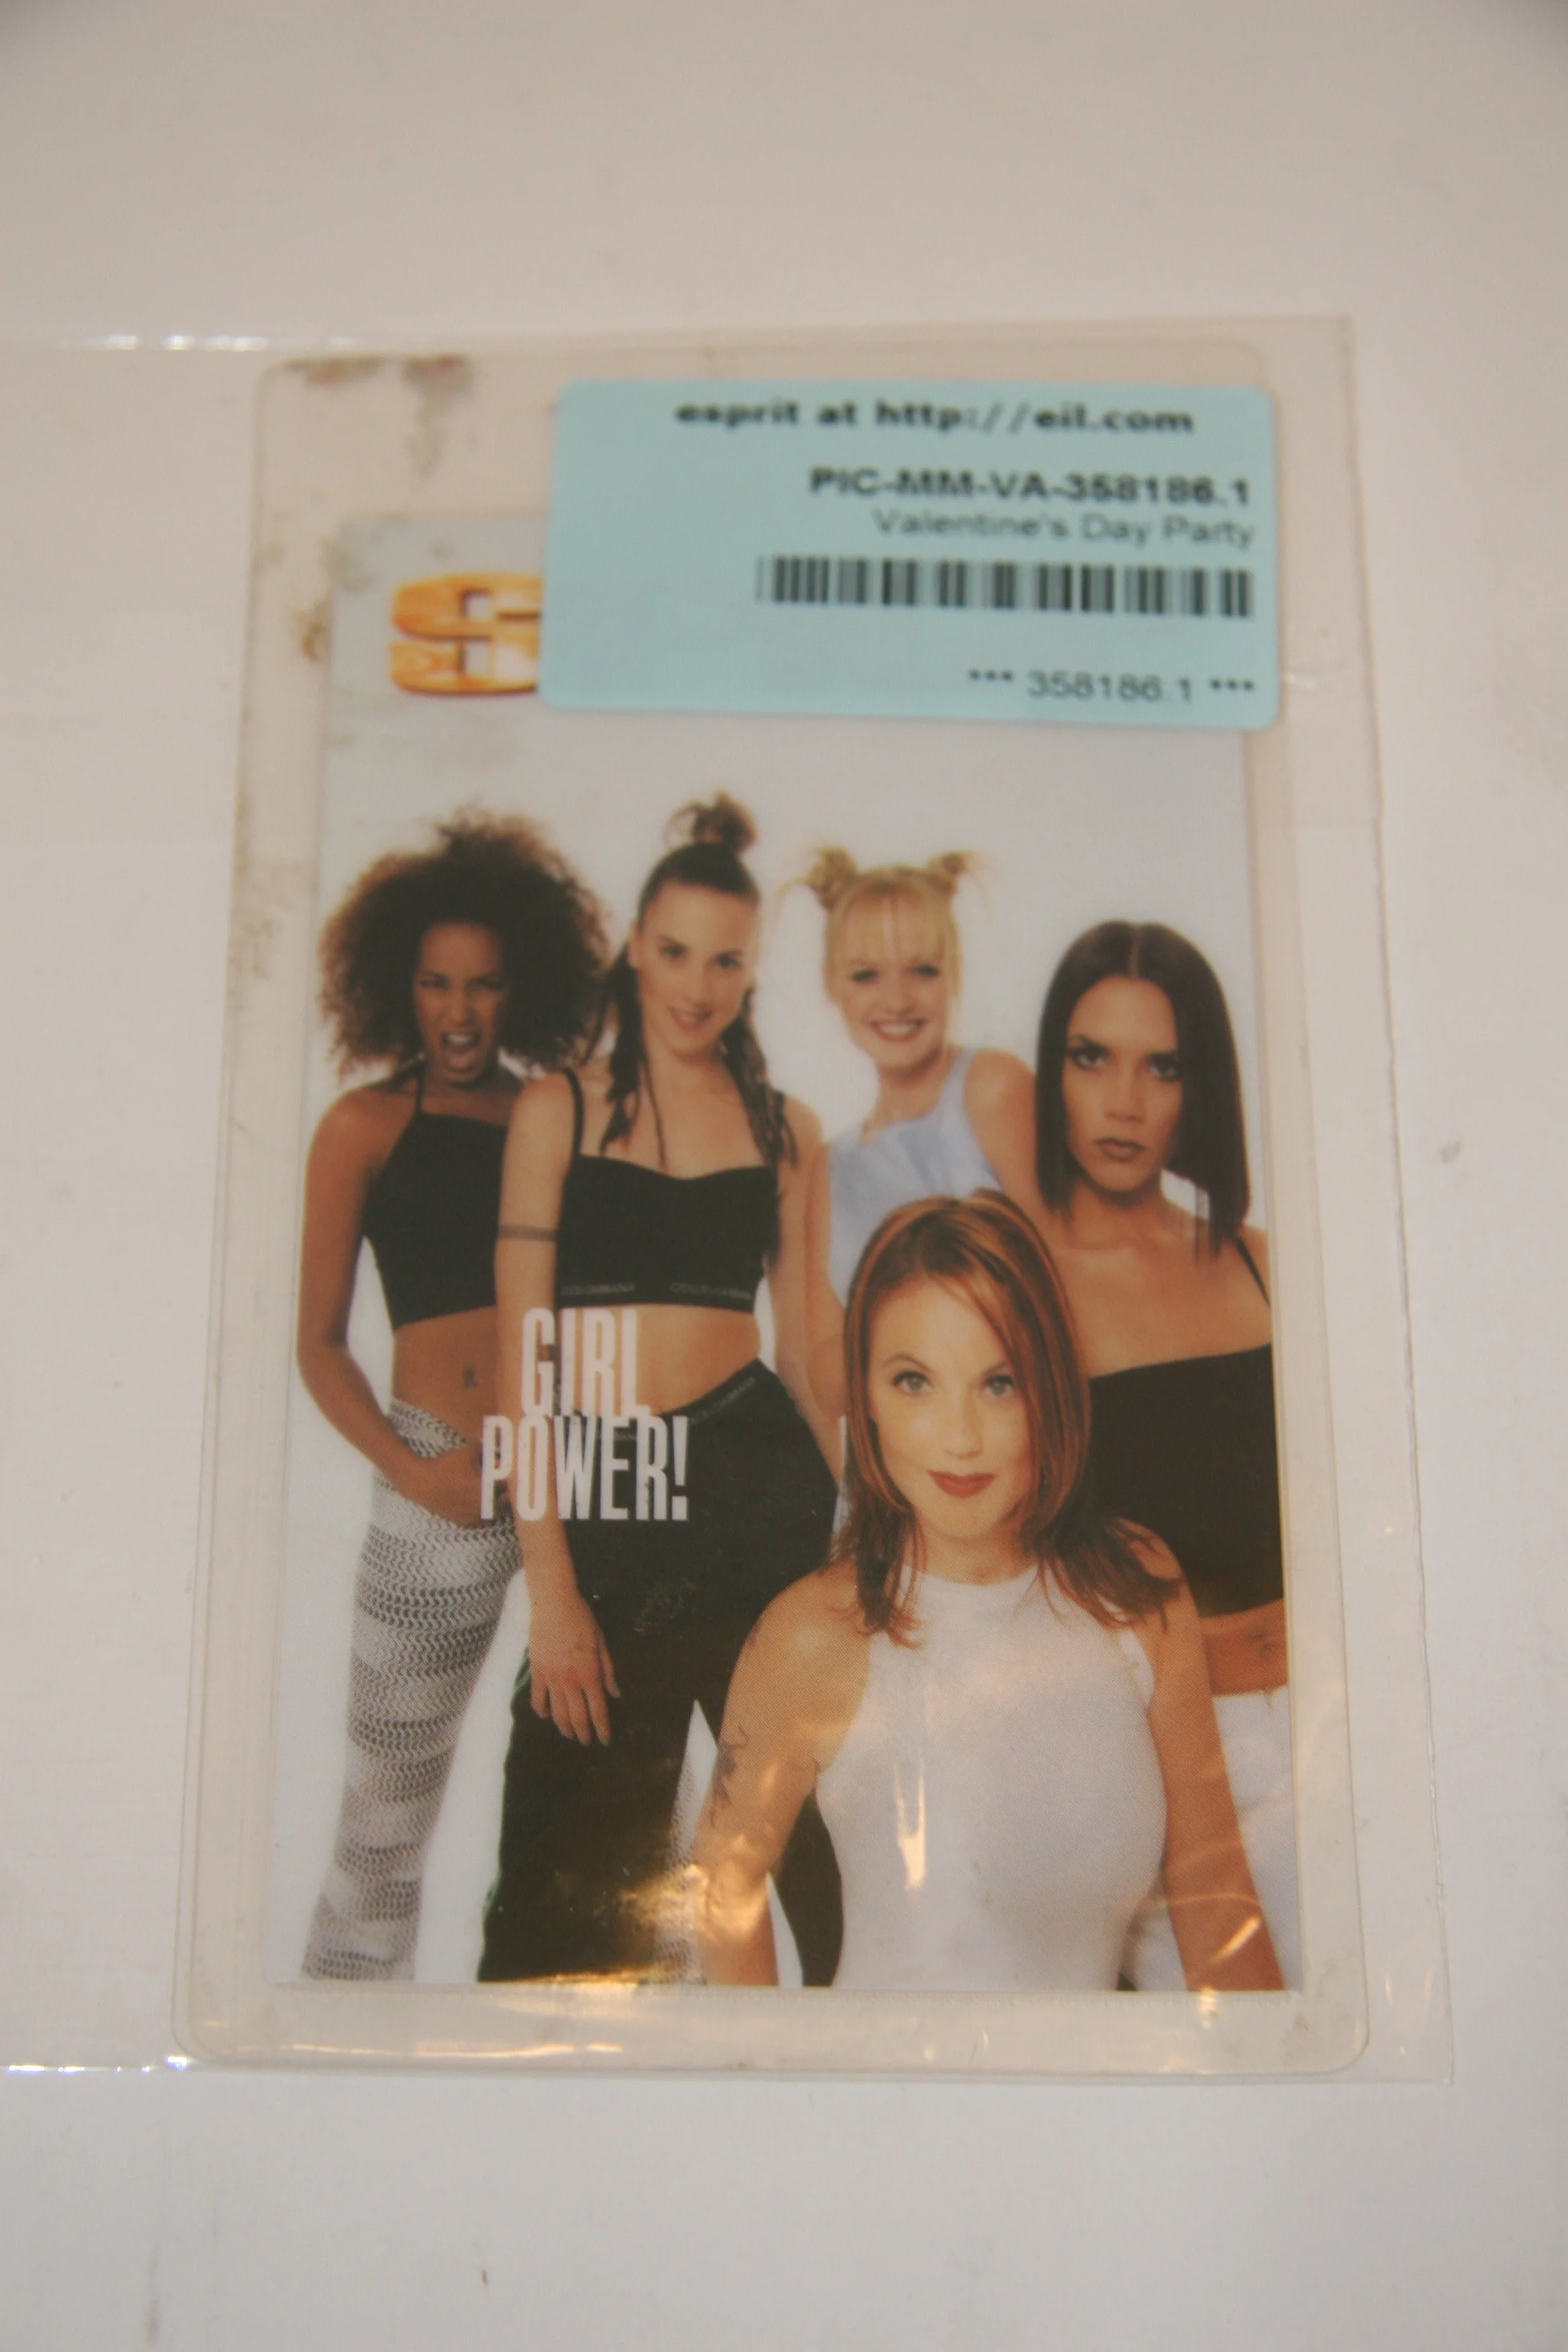 esprit at http://eil.com
PIC-MM-VA-358186.1
Valentine's Day Party
*** 358186.1 ***
S
GIRL
POWER!